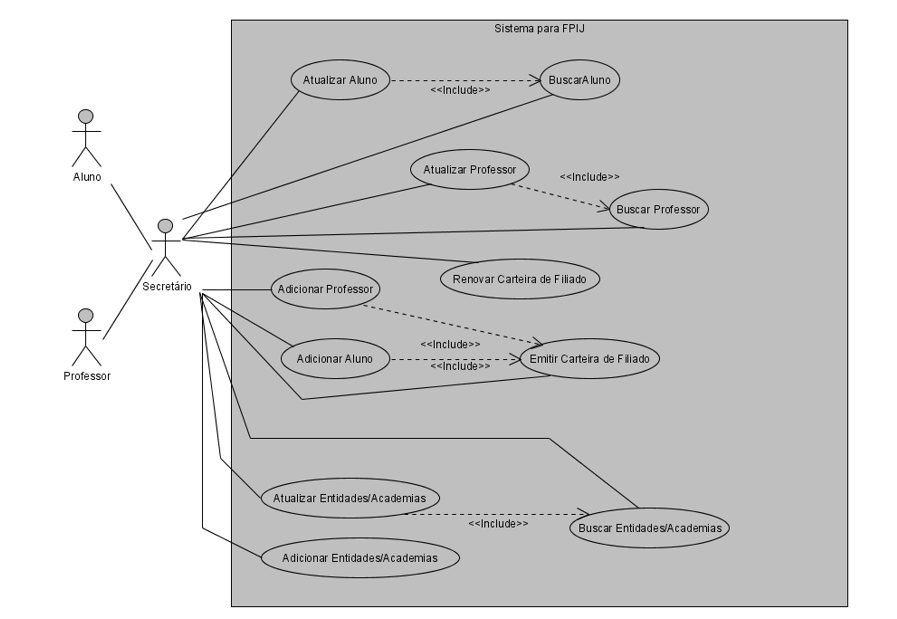 Sistema para FPIJ
Atualizar Aluno
BuscarAluno
<<Include>>
Aluno
Atualizar Professor
<<Include>>
Buscar Professor
Secretário
Renovar Carteira de Filiado
Adicionar Professor
<<Include>>
Adicionar Aluno
Emitir Carteira de Filiado
<<Include>>
Professor
Atualizar Entidades/Academias
<<Include>>
Buscar Entidades/Academias
Adicionar Entidades/Academias